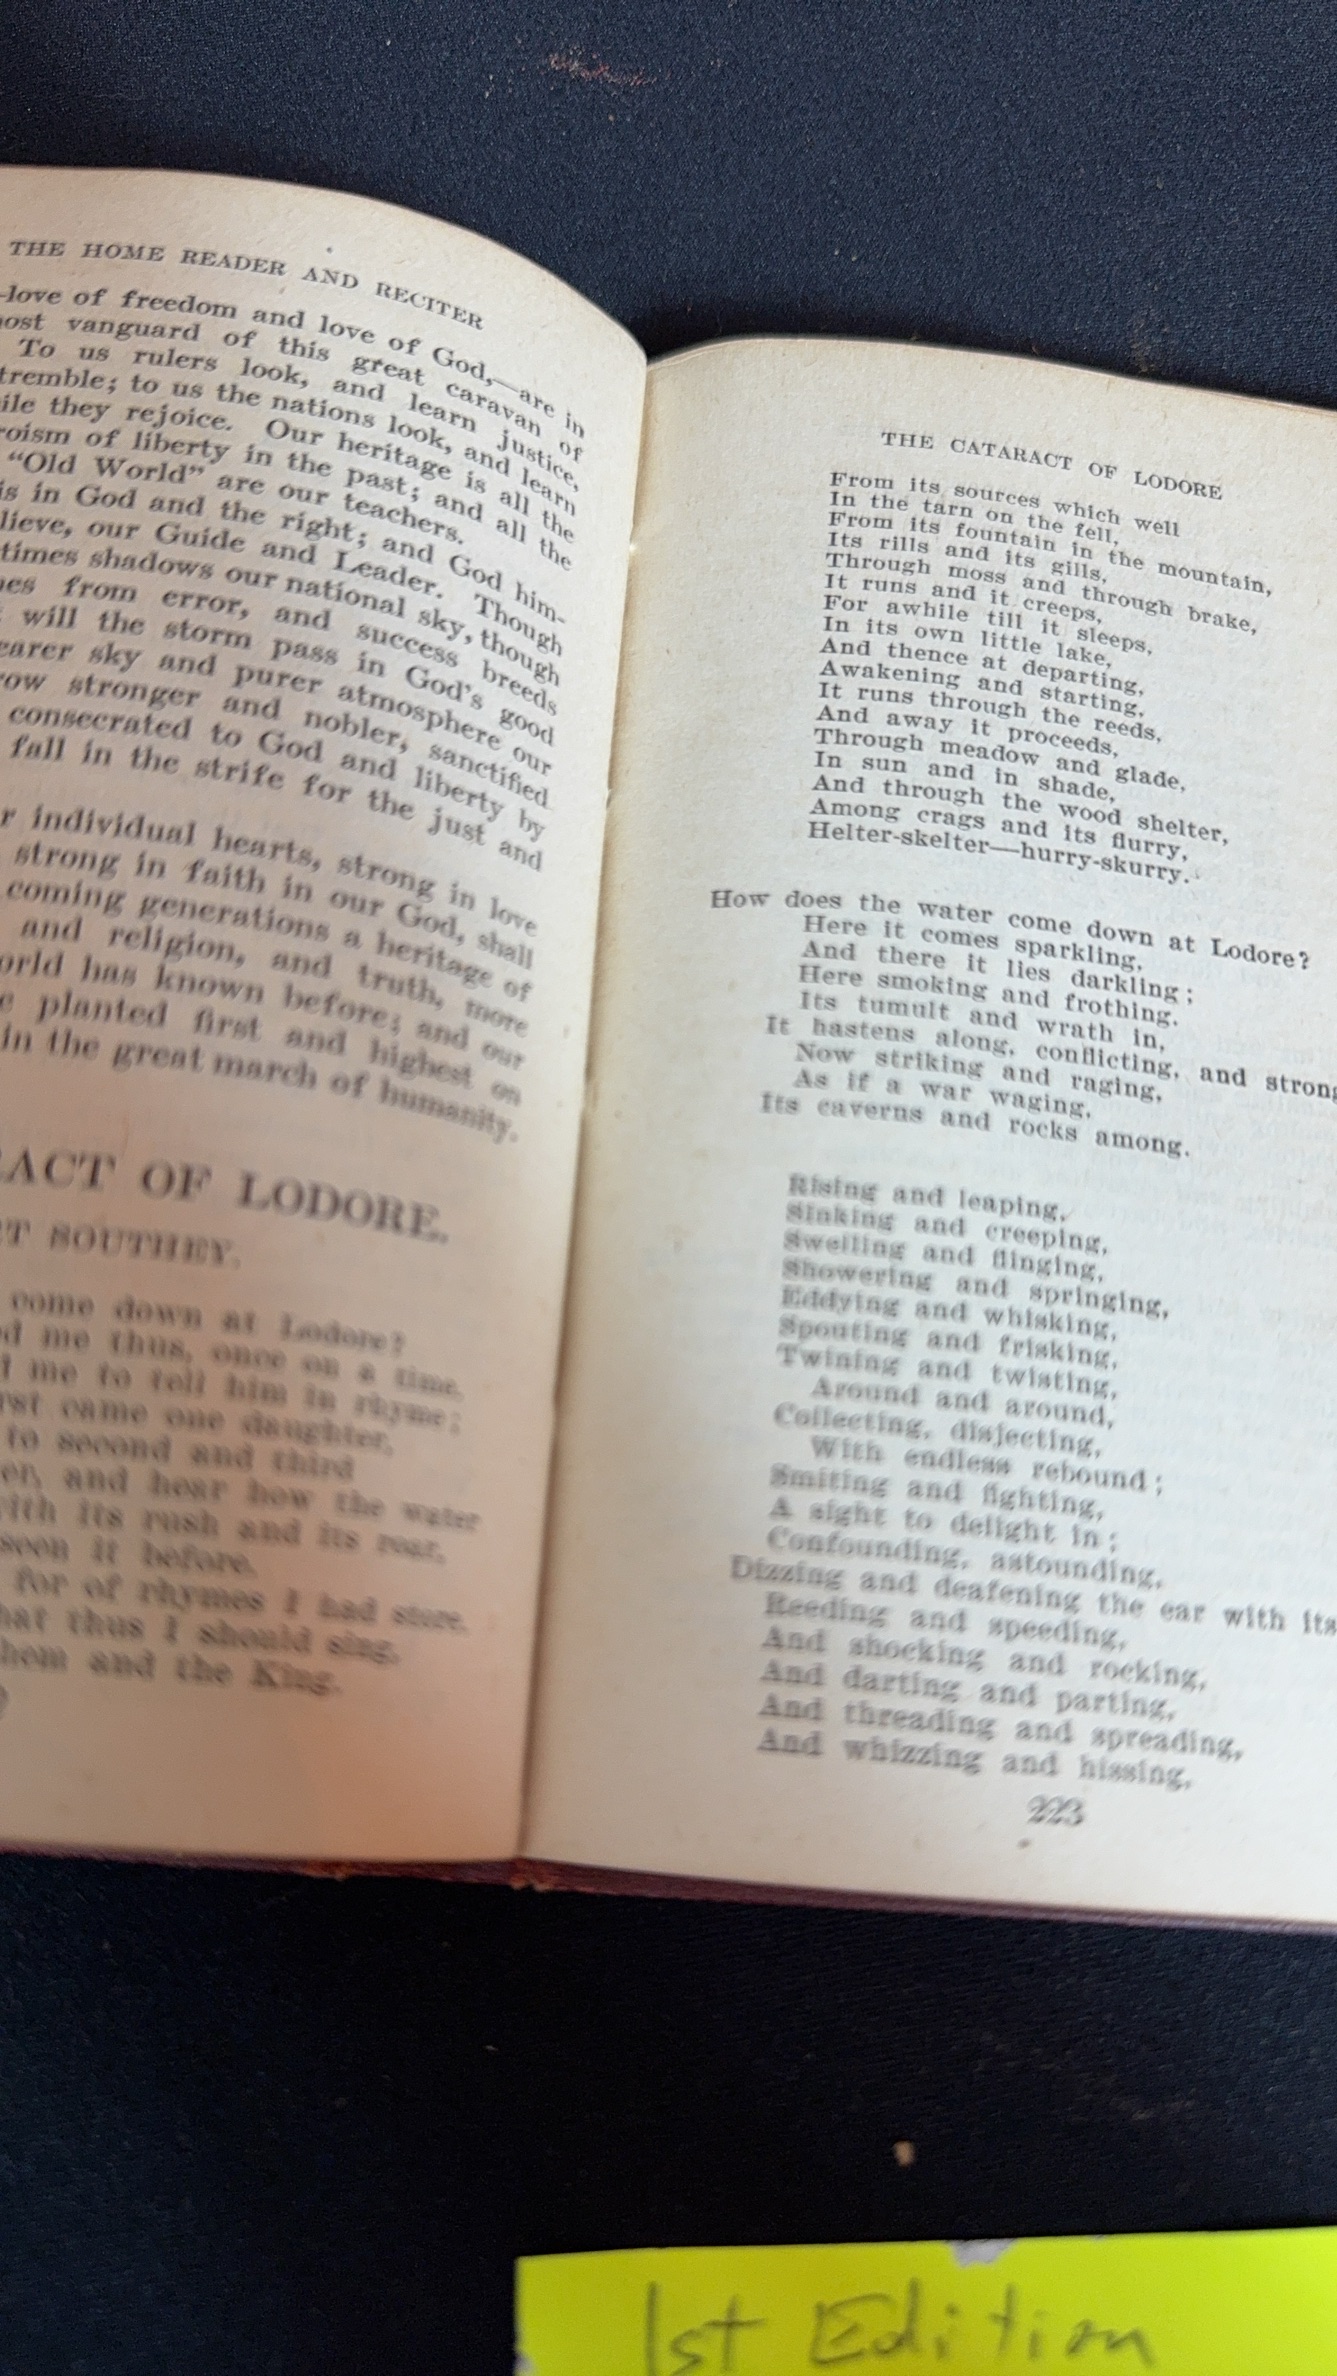 THE HOME READER AND RECITER
love of freedom and love of God,—are in
vanguard of this great caravan of
To us rulers look, and learn justice,
tremble; to us the nations look, and learn
they rejoice. Our heritage is all the
of liberty in the past; and all the
"Old World" are our teachers.
in God and the right; and God him-
our Guide and Leader. Though
times shadows our national sky, though
from error, and success breeds
will the storm pass in God's good
sky and purer atmosphere our
stronger and nobler, sanctified
consecrated to God and liberty by
fall in the strife for the just and
individual hearts, strong in love
strong in faith in our God, shall
coming generations a heritage of
and religion, and truth, more
has known before; and our
planted first and highest on
in the great march of humanity.
OF LODORE.
SOUTHEY.
come down at Lodore?
me thus, once on a time,
me to tell him in rhyme;
came one daughter,
to second and third
and hear how the water
its rush and its roar,
it before.
for of rhymes I had store.
thus I should sing,
and the King.
THE CATARACT OF LODORE
From its sources which well
In the tarn on the fell,
From its fountain in the mountain,
Its rills and its gills,
Through moss and through brake,
It runs and it creeps,
For awhile till it sleeps,
In its own little lake,
And thence at departing,
Awakening and starting,
It runs through the reeds,
And away it proceeds,
Through meadow and glade,
In sun and in shade,
And through the wood shelter,
Among crags and its flurry,
Helter-skelter—hurry-skurry.
How does the water come down at Lodore?
Here it comes sparkling,
And there it lies darkling;
Here smoking and frothing.
Its tumult and wrath in,
It hastens along, conflicting, and strong
Now striking and raging,
As if a war waging,
Its caverns and rocks among.
Rising and leaping,
Sinking and creeping,
Swelling and flinging,
Showering and springing,
Eddying and whisking,
Spouting and frisking,
Twining and twisting,
Around and around,
Collecting, disjecting,
With endless rebound;
Smiting and fighting,
A sight to delight in;
Confounding, astounding,
Dizzing and deafening the ear with its
Reeding and speeding,
And shocking and rocking,
And darting and parting,
And threading and spreading,
And whizzing and hissing,
223
1st Edition